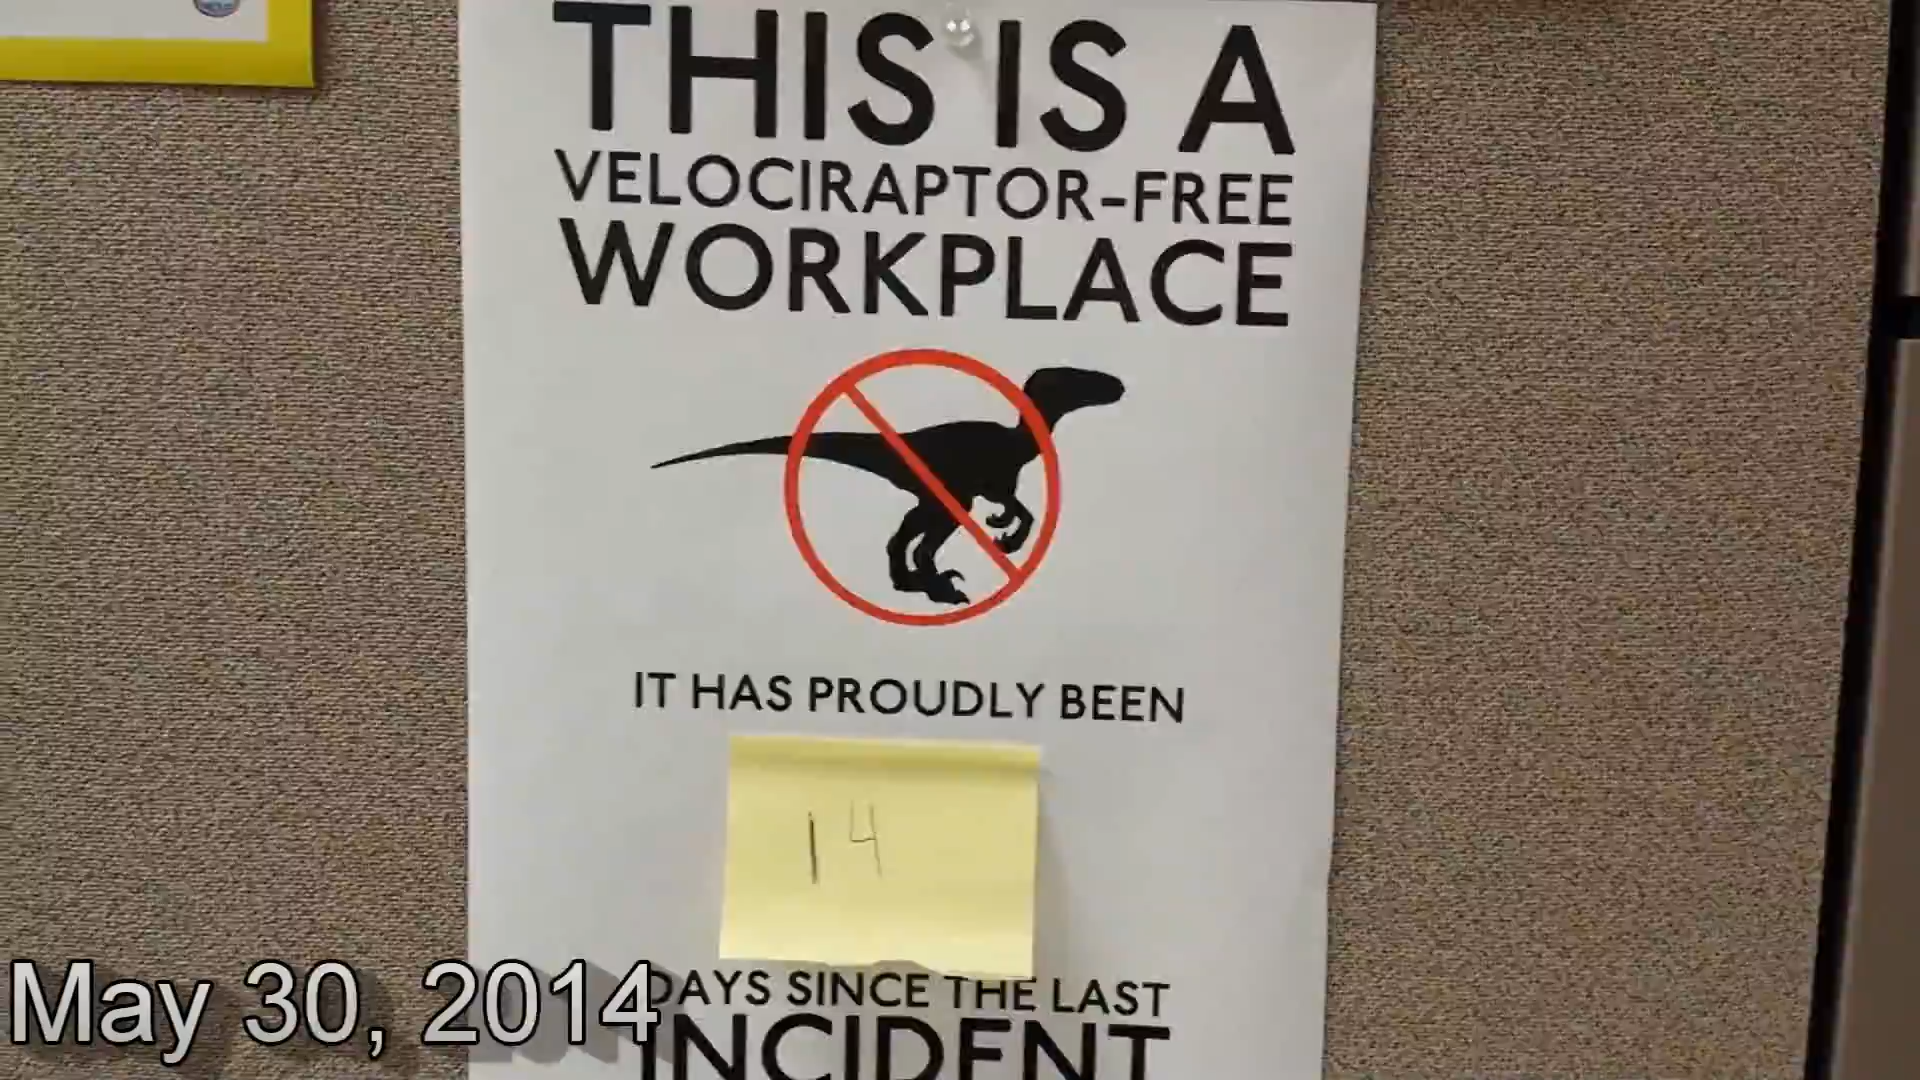 THIS IS A
VELOCIRAPTOR-FREE
WORKPLACE
IT HAS PROUDLY BEEN
14
DAYS SINCE THE LAST
INCIDENT
May 30, 2014